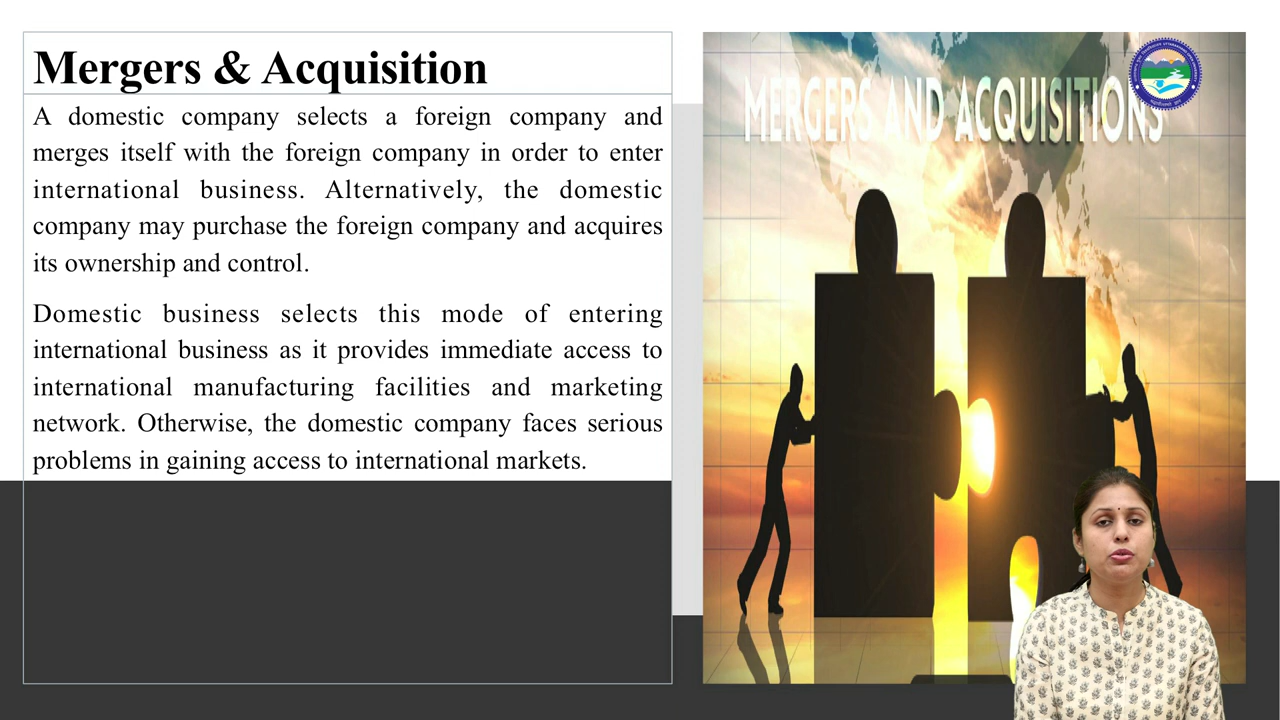 Mergers & Acquisition
A domestic company selects a foreign company and
merges itself with the foreign company in order to enter
international business. Alternatively, the domestic
company may purchase the foreign company and acquires
its ownership and control.
Domestic business selects this mode of entering
international business as it provides immediate access to
international manufacturing facilities and marketing
network. Otherwise, the domestic company faces serious
problems in gaining access to international markets.
MERGERS AND ACQUISITIONS